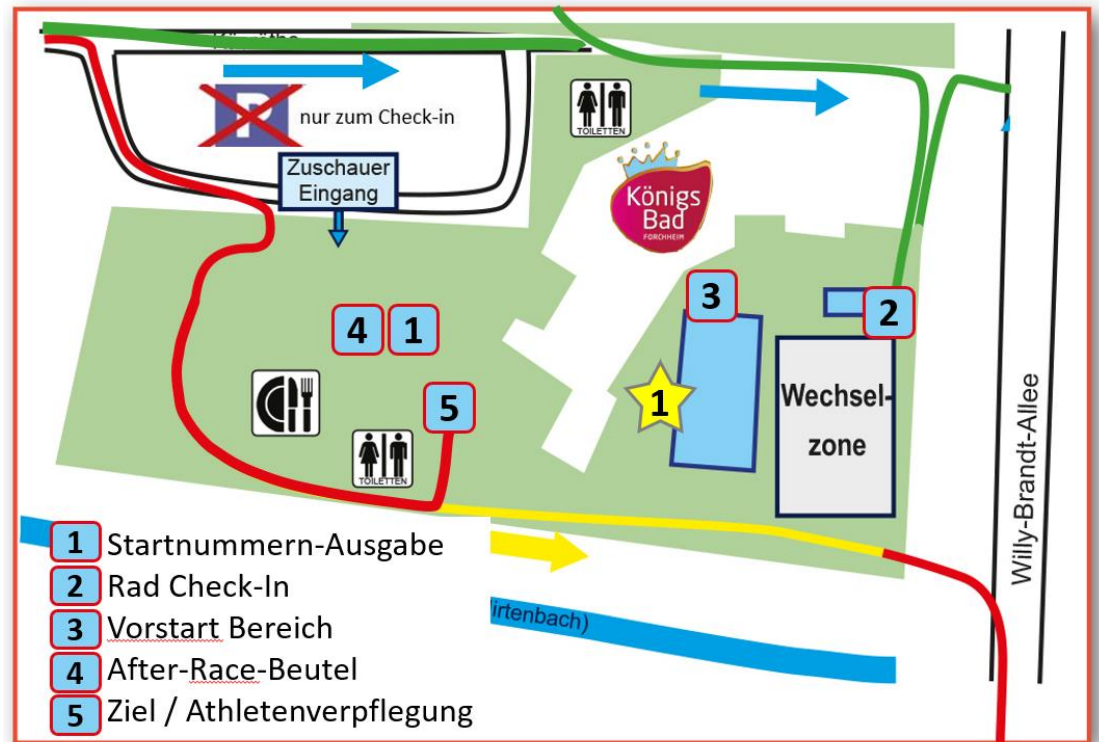 P
nur zum Check-in
TOILETTEN
Zuschauer
Eingang
Königs
Bad
FORCHHEIM
3
2
4
1
1
5
Wechsel-
zone
TOILETTEN
Willy-Brandt-Allee
1 Startnummern-Ausgabe
2 Rad Check-In
3 Vorstart Bereich
4 After-Race-Beutel
5 Ziel / Athletenverpflegung
irtenbach)